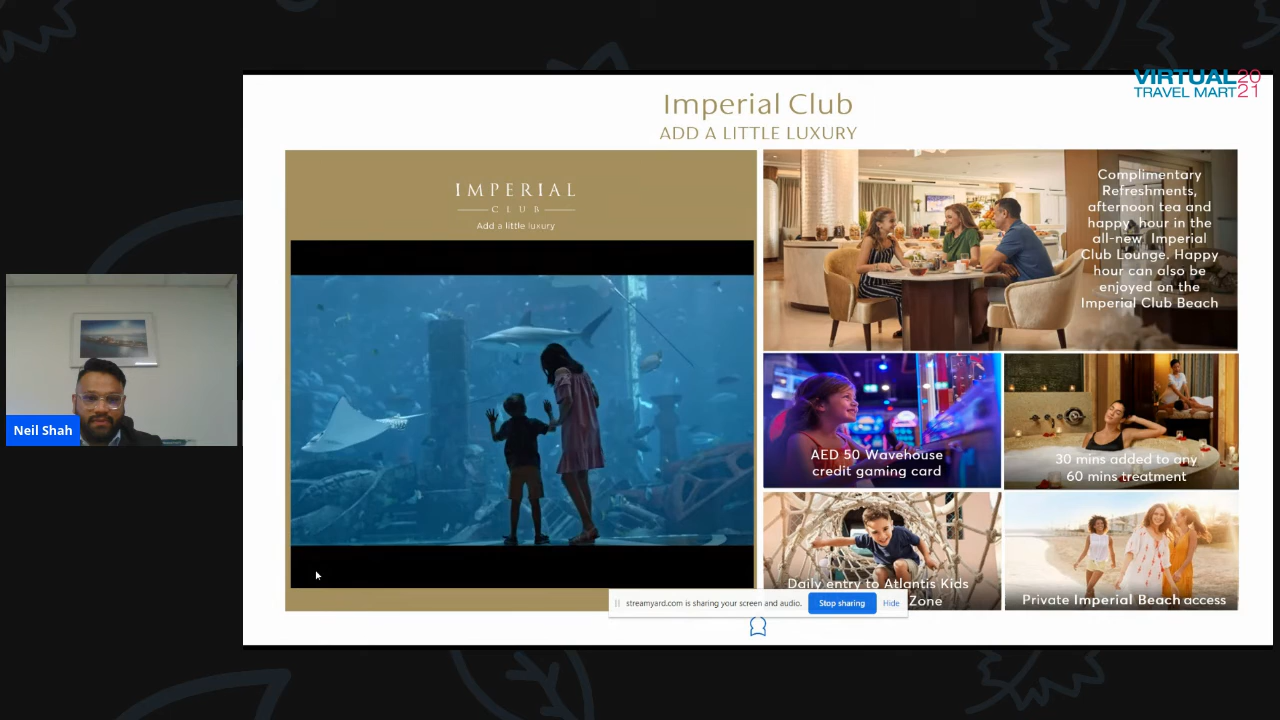 VIRTUAL 20
TRAVEL MART 21
Imperial Club
ADD A LITTLE LUXURY
IMPERIAL
CLUB
Add a little luxury
Complimentary
Refreshments,
afternoon tea and
happy hour in the
all-new Imperial
Club Lounge. Happy
hour can also be
enjoyed on the
Imperial Club Beach
AED 50 Wavehouse
credit gaming card
30 mins added to any
60 mins treatment
Daily entry to Atlantis Kids
Zone
Private Imperial Beach access
streamyard.com is sharing your screen and audio. Stop sharing Hide
Neil Shah